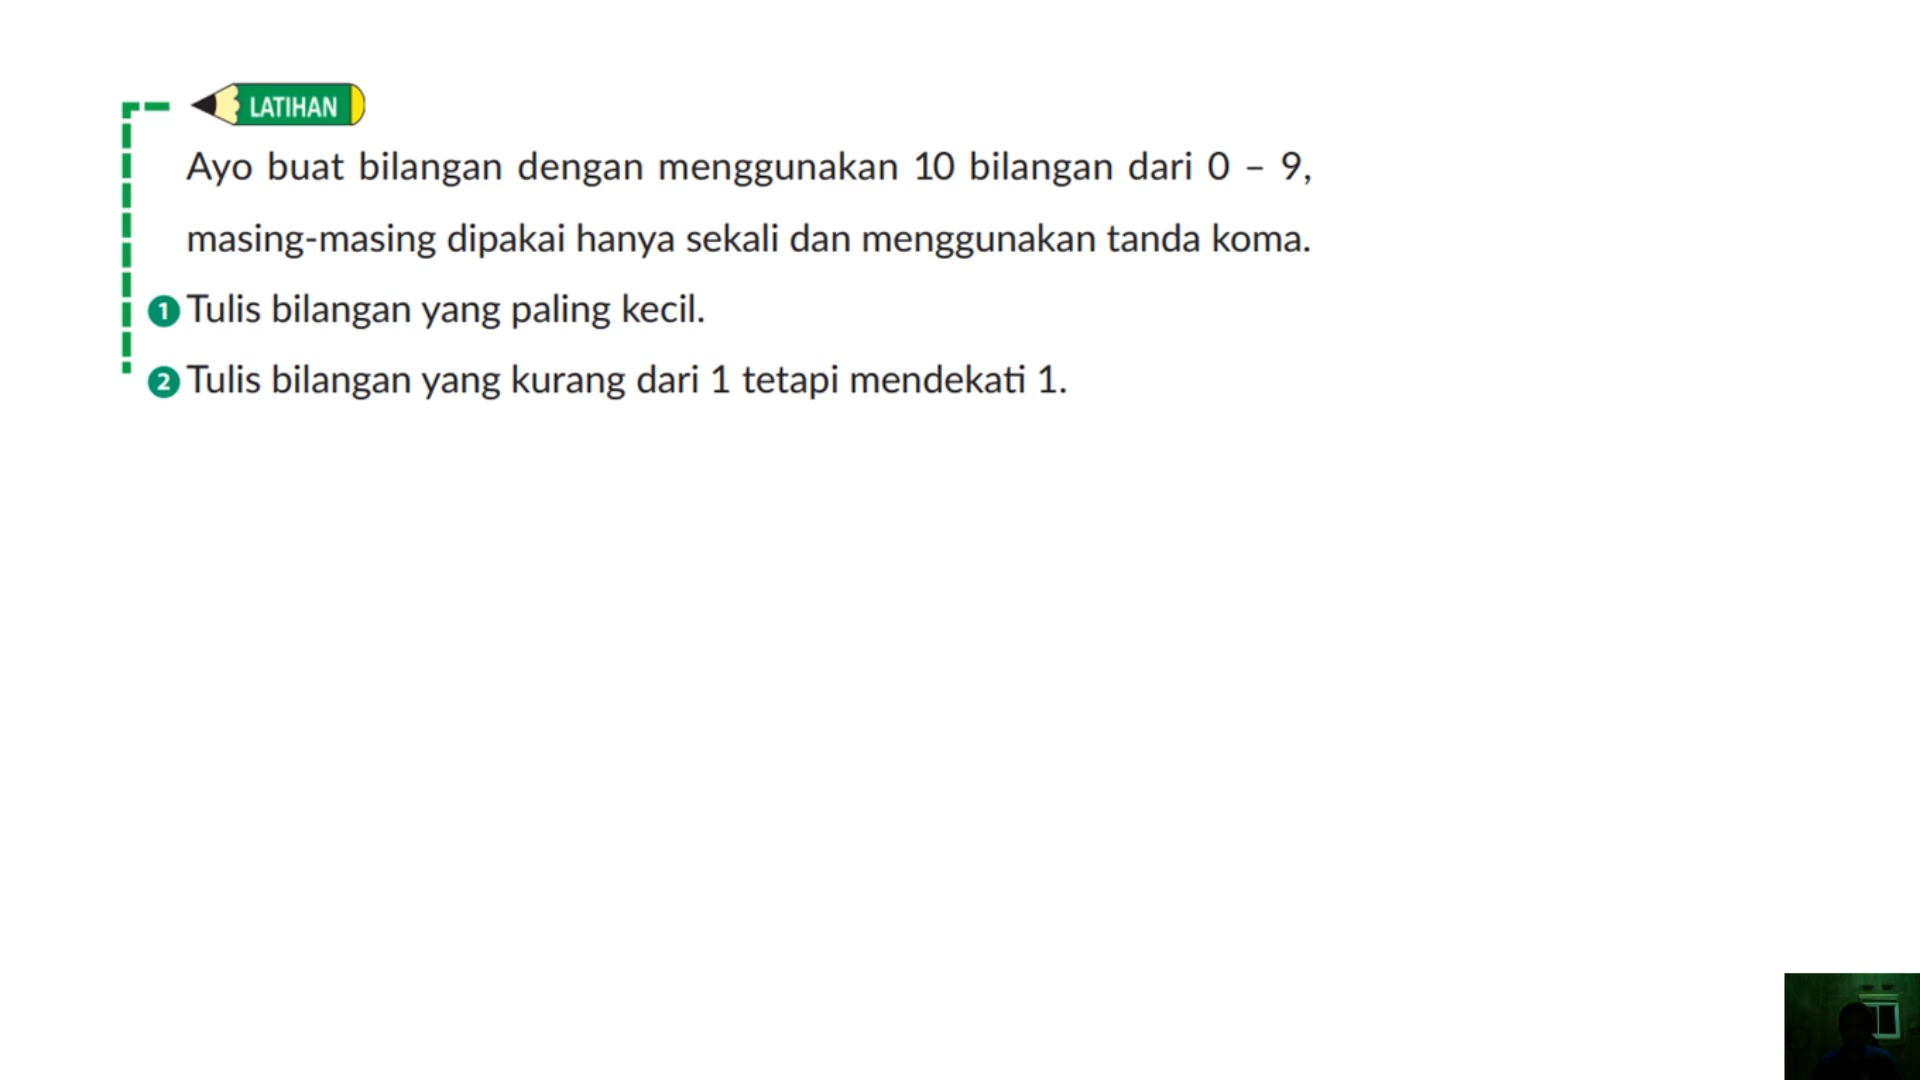 LATIHAN
Ayo buat bilangan dengan menggunakan 10 bilangan dari 0 – 9,
masing-masing dipakai hanya sekali dan menggunakan tanda koma.
1 Tulis bilangan yang paling kecil.
2 Tulis bilangan yang kurang dari 1 tetapi mendekati 1.